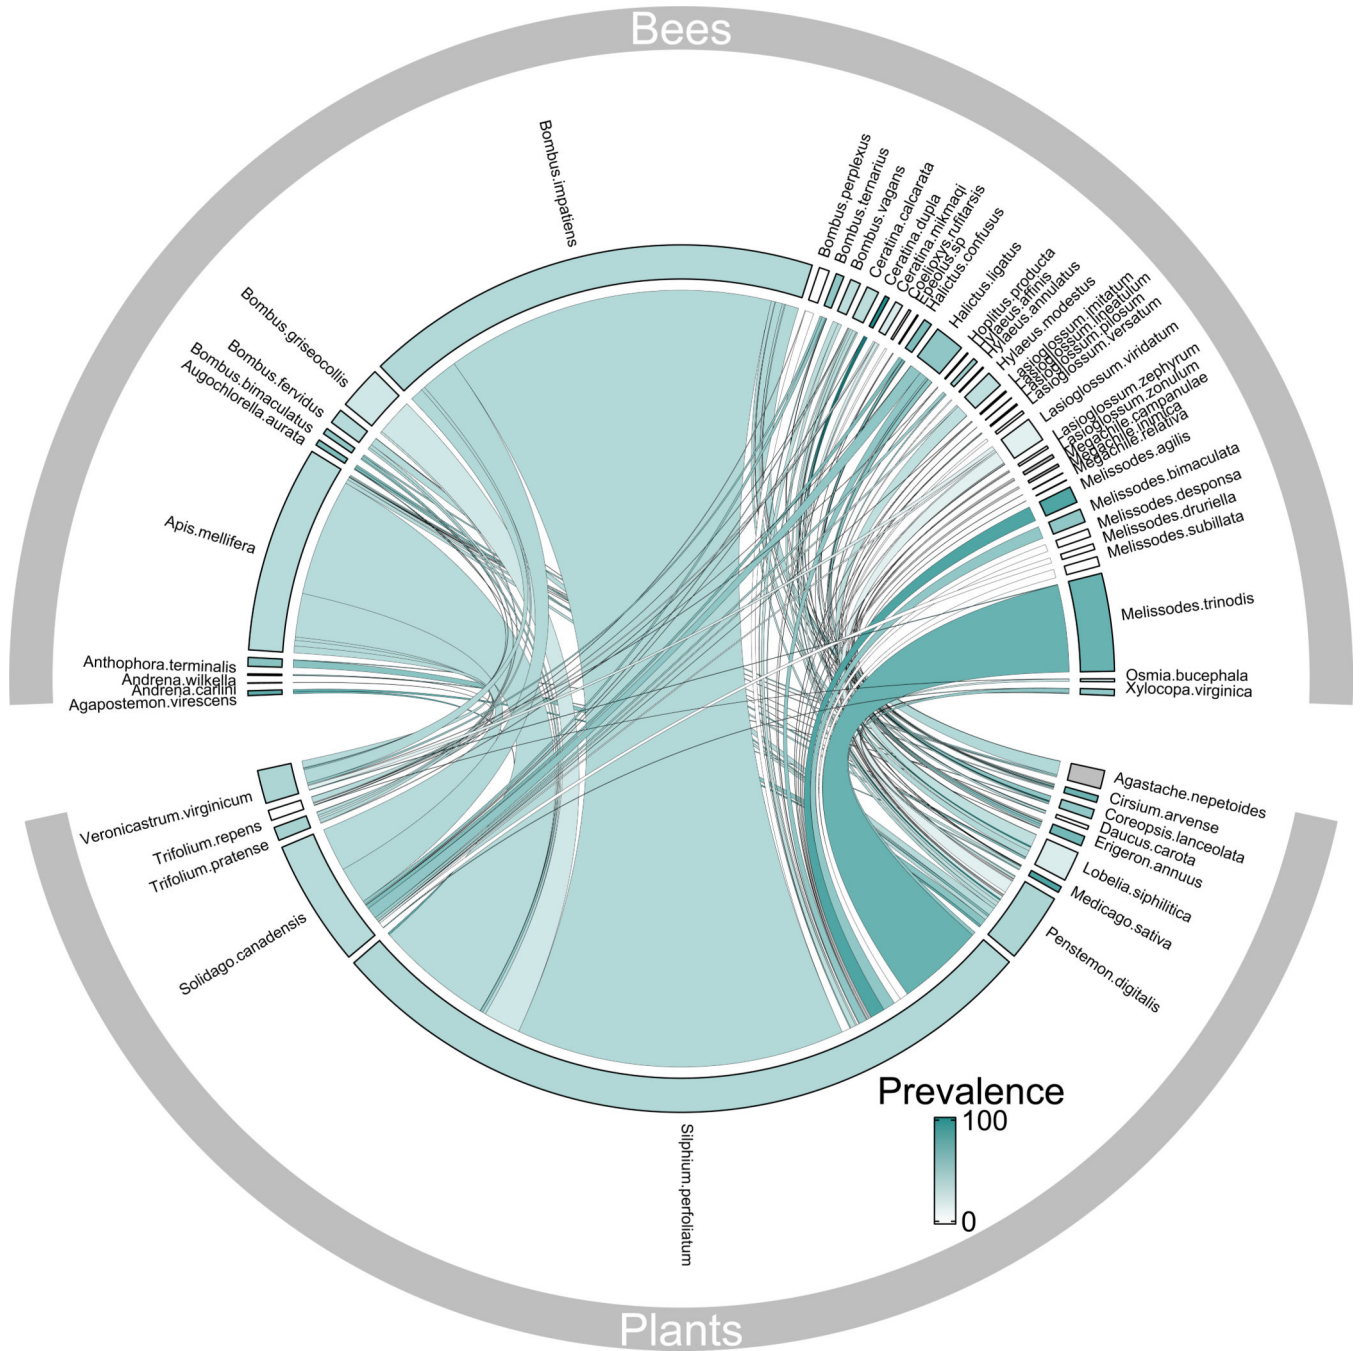 Bees
Agapostemon.virescens
Andrena.carlini
Andrena.wilkella
Anthophora.terminalis
Apis.mellifera
Augochlorella.aurata
Bombus.bimaculatus
Bombus.fervidus
Bombus.griseocollis
Bombus.impatiens
Bombus.perplexus
Bombus.ternarius
Bombus.vagans
Ceratina.calcarata
Ceratina.dupla
Ceratina.mikmaqi
Coelioxys.rufitarsis
Epeolus.sp
Halictus.confusus
Halictus.ligatus
Hoplitus.producta
Hylaeus.affinis
Hylaeus.annulatus
Hylaeus.modestus
Lasioglossum.imitatum
Lasioglossum.lineatulum
Lasioglossum.pilosum
Lasioglossum.versatum
Lasioglossum.viridatum
Lasioglossum.zephyrum
Lasioglossum.zonulum
Megachile.campanulae
Megachile.inimica
Megachile.relativa
Melissodes.agilis
Melissodes.bimaculata
Melissodes.desponsa
Melissodes.druriella
Melissodes.subillata
Melissodes.trinodis
Osmia.bucephala
Xylocopa.virginica
Agastache.nepetoides
Cirsium.arvense
Coreopsis.lanceolata
Daucus.carota
Erigeron.annuus
Lobelia.siphilitica
Medicago.sativa
Penstemon.digitalis
Silphium.perfoliatum
Solidago.canadensis
Trifolium.pratense
Trifolium.repens
Veronicastrum.virginicum
Prevalence
100
0
Plants